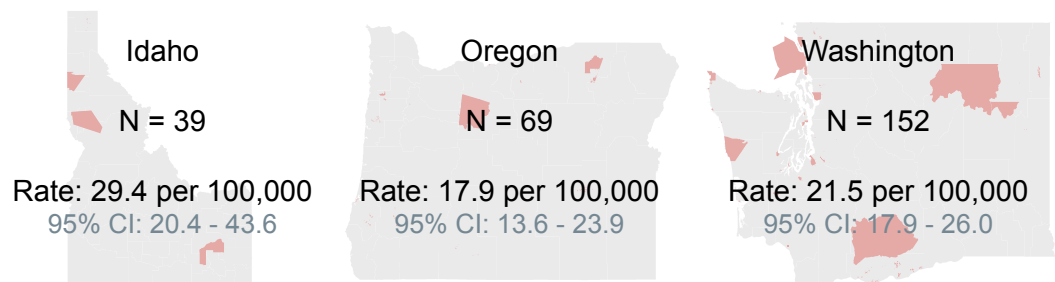 Idaho
N = 39
Rate: 29.4 per 100,000
95% CI: 20.4 - 43.6
Oregon
N = 69
Rate: 17.9 per 100,000
95% CI: 13.6 - 23.9
Washington
N = 152
Rate: 21.5 per 100,000
95% CI: 17.9 - 26.0